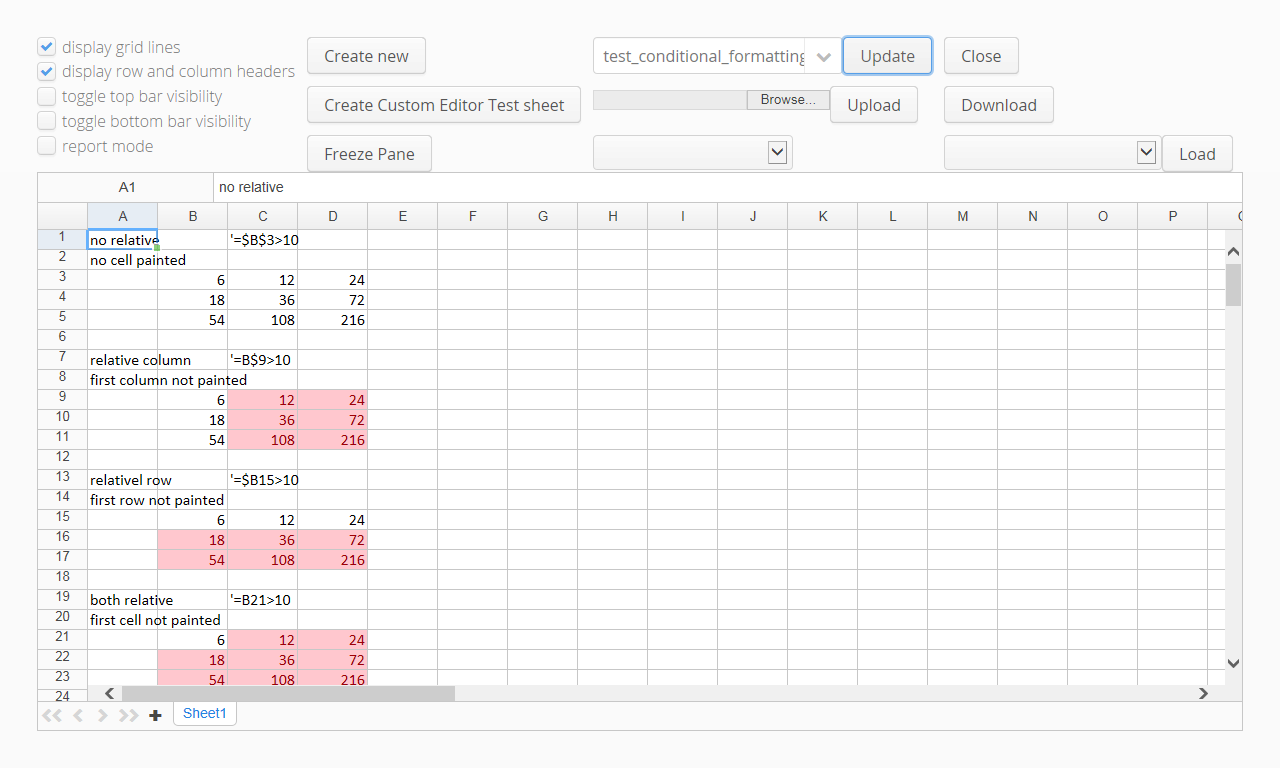 display grid lines
display row and column headers
toggle top bar visibility
toggle bottom bar visibility
report mode
Create new
test_conditional_formatting
Update
Close
Create Custom Editor Test sheet
Browse...
Upload
Download
Freeze Pane
Load
A1 no relative
A B C D E F G H I J K L M N O P
1 no relative '=$B$3>10
2 no cell painted
3 6 12 24
4 18 36 72
5 54 108 216
6
7 relative column '=B$9>10
8 first column not painted
9 6 12 24
10 18 36 72
11 54 108 216
12
13 relativel row '=$B15>10
14 first row not painted
15 6 12 24
16 18 36 72
17 54 108 216
18
19 both relative '=B21>10
20 first cell not painted
21 6 12 24
22 18 36 72
23 54 108 216
24
Sheet1